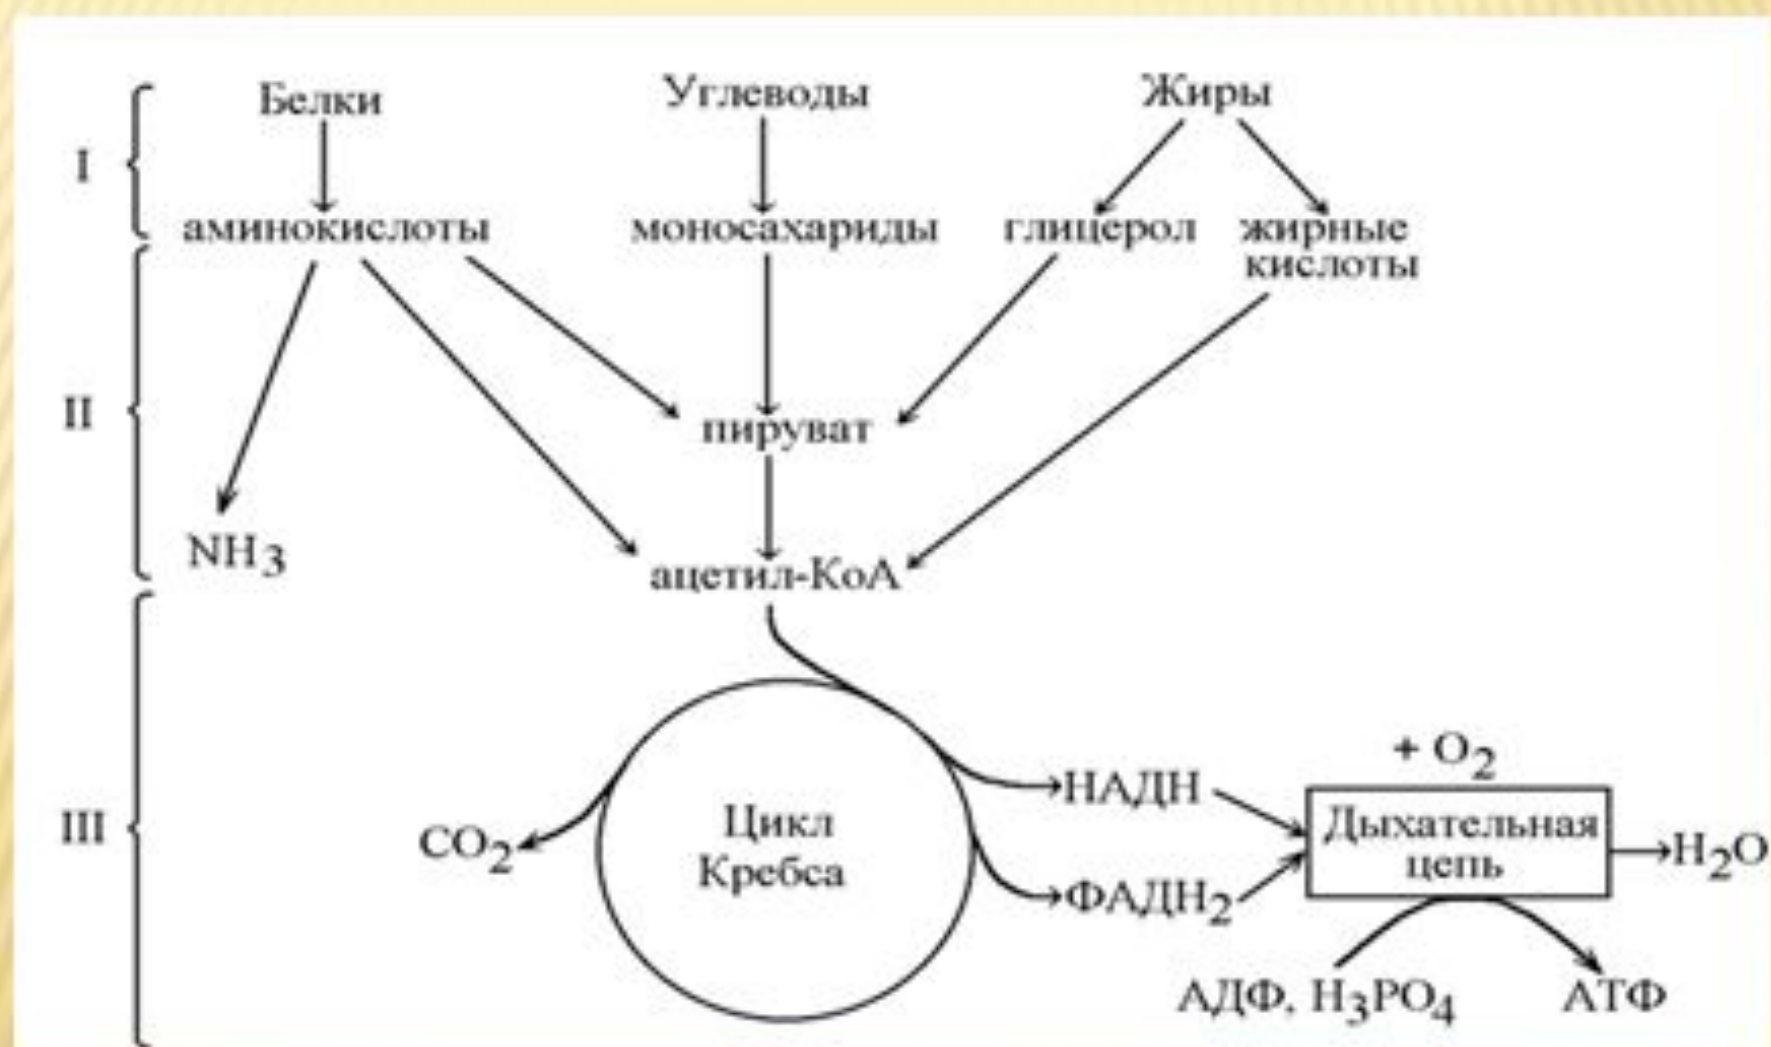 Белки Углеводы Жиры
I
аминокислоты моносахариды глицерол жирные
кислоты
II
пируват
NH3
ацетил-КоА
+ O2
НАДН
III
CO2
Цикл
Кребса
Дыхательная
цепь
H2O
ФАДН2
АДФ, H3PO4 АТФ